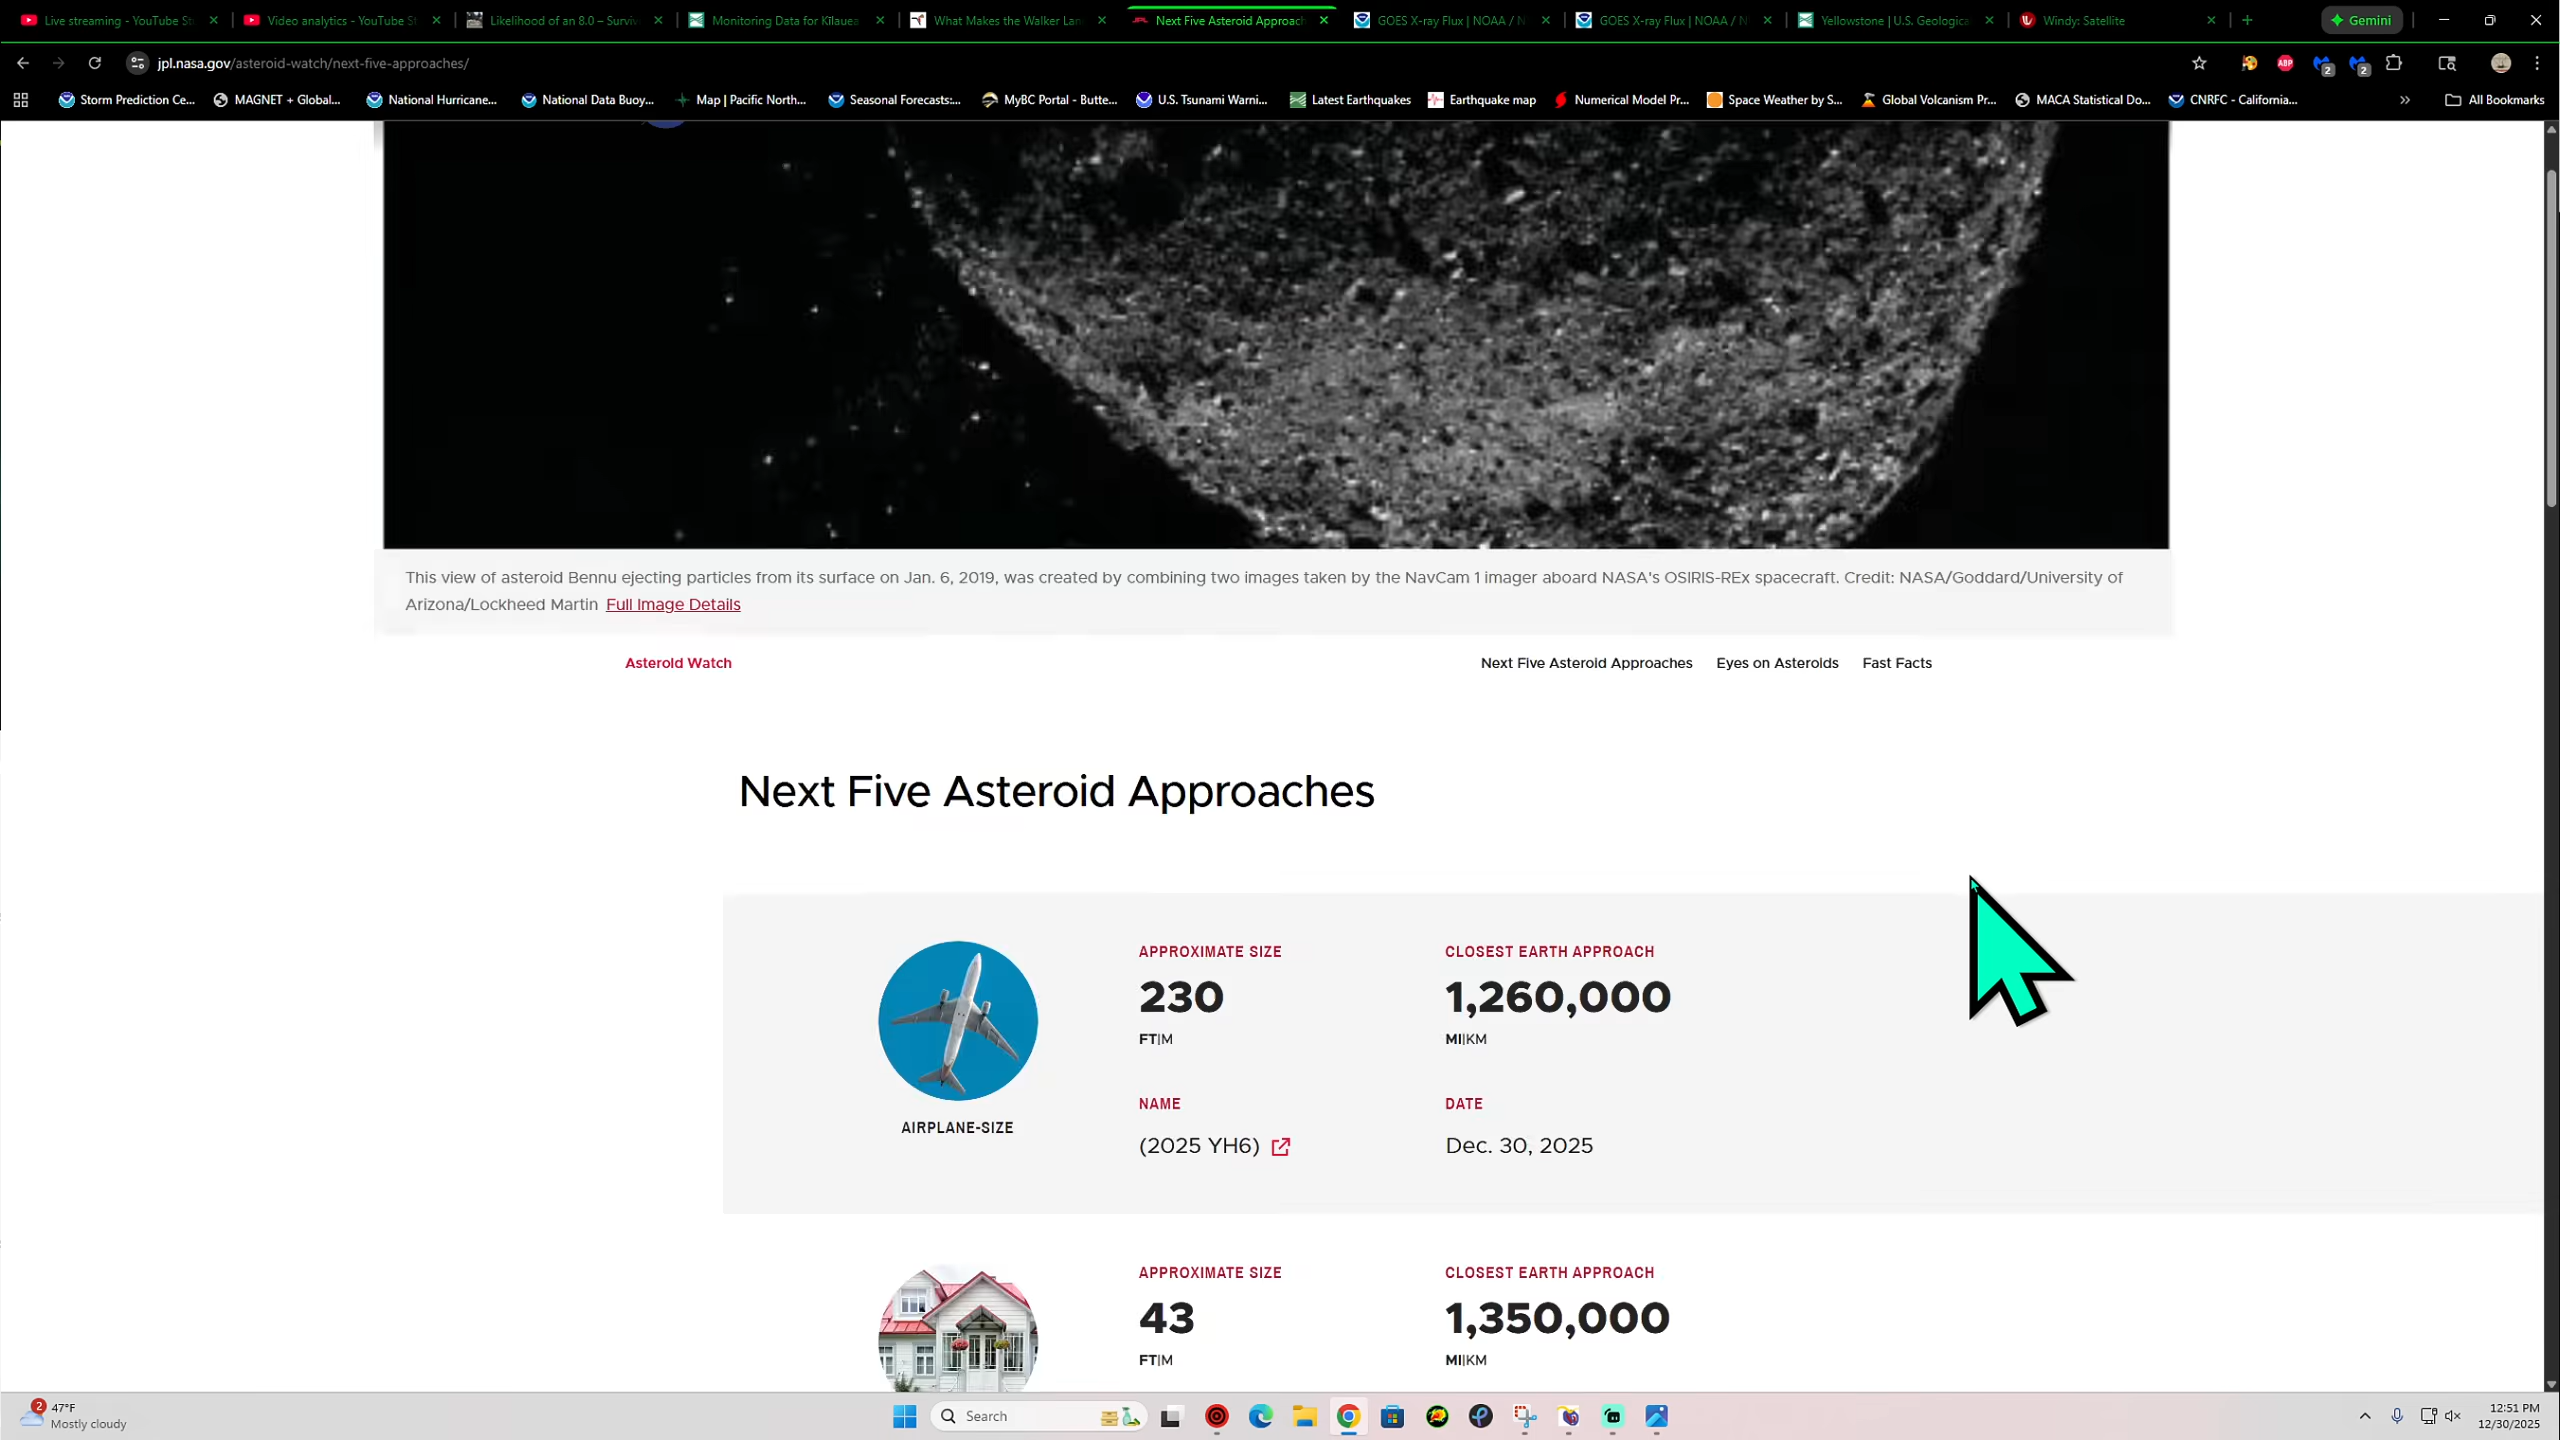 Live streaming - YouTube St
Video analytics - YouTube St
Likelihood of an 8.0 – Surviv
Monitoring Data for Kīlauea
What Makes the Walker Lan
Next Five Asteroid Approach
GOES X-ray Flux | NOAA / N
GOES X-ray Flux | NOAA / N
Yellowstone | U.S. Geologica
Windy: Satellite
Gemini
jpl.nasa.gov/asteroid-watch/next-five-approaches/
ABP
2
2
Storm Prediction Ce...
MAGNET + Global...
National Hurricane...
National Data Buoy...
Map | Pacific North...
Seasonal Forecasts:...
MyBC Portal - Butte...
U.S. Tsunami Warni...
Latest Earthquakes
Earthquake map
Numerical Model Pr...
Space Weather by S...
Global Volcanism Pr...
MACA Statistical Do...
CNRFC - California...
All Bookmarks
This view of asteroid Bennu ejecting particles from its surface on Jan. 6, 2019, was created by combining two images taken by the NavCam 1 imager aboard NASA's OSIRIS-REx spacecraft. Credit: NASA/Goddard/University of
Arizona/Lockheed Martin Full Image Details
Asteroid Watch
Next Five Asteroid Approaches
Eyes on Asteroids
Fast Facts
Next Five Asteroid Approaches
APPROXIMATE SIZE
CLOSEST EARTH APPROACH
230
1,260,000
FT|M
MI|KM
NAME
DATE
AIRPLANE-SIZE
(2025 YH6)
Dec. 30, 2025
APPROXIMATE SIZE
CLOSEST EARTH APPROACH
43
1,350,000
FT|M
MI|KM
2
47°F
Mostly cloudy
Search
12:51 PM
12/30/2025